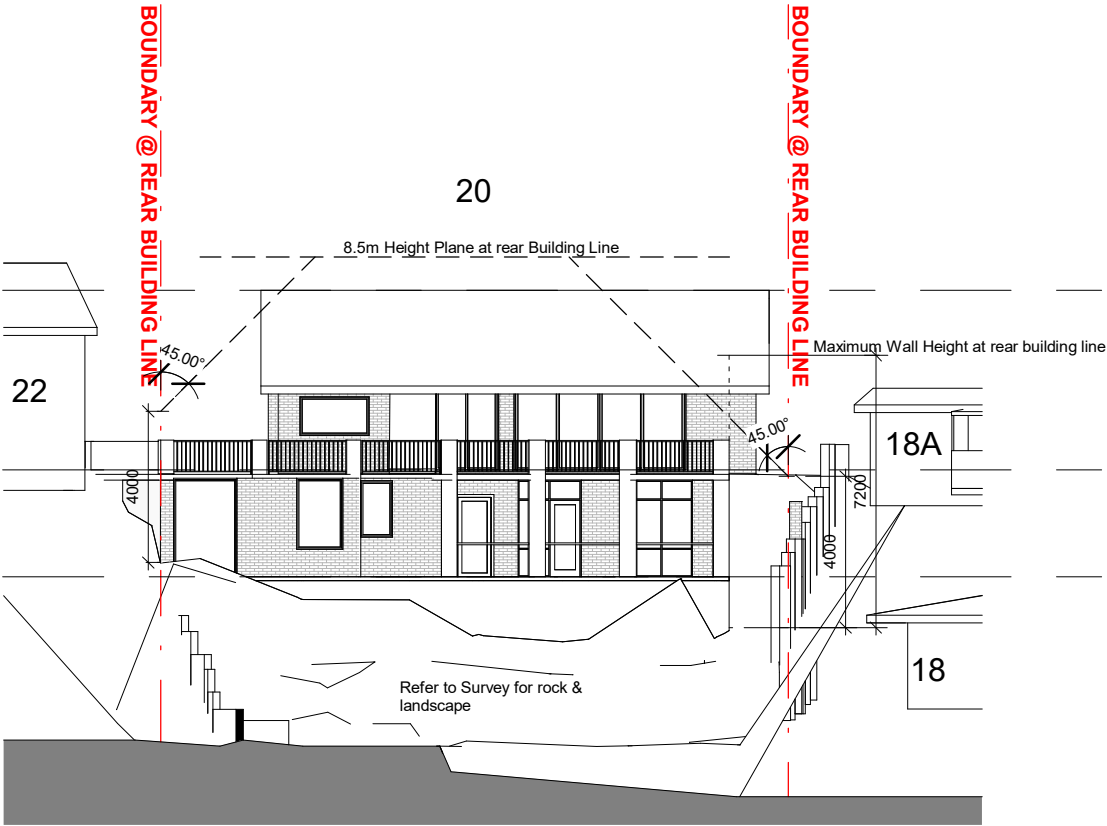 BOUNDARY @ REAR BUILDING LINE
BOUNDARY @ REAR BUILDING LINE
20
8.5m Height Plane at rear Building Line
Maximum Wall Height at rear building line
45.00°
22
45.00°
18A
4000
7200
4000
18
Refer to Survey for rock &
landscape